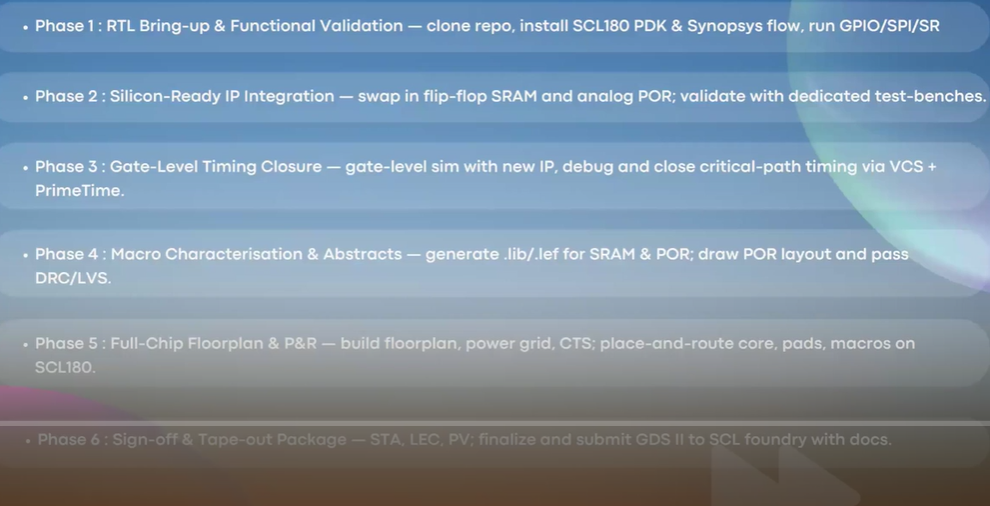 • Phase 1 : RTL Bring-up & Functional Validation — clone repo, install SCL180 PDK & Synopsys flow, run GPIO/SPI/SR
• Phase 2 : Silicon-Ready IP Integration — swap in flip-flop SRAM and analog POR; validate with dedicated test-benches.
• Phase 3 : Gate-Level Timing Closure — gate-level sim with new IP, debug and close critical-path timing via VCS +
PrimeTime.
• Phase 4 : Macro Characterisation & Abstracts — generate .lib/.lef for SRAM & POR; draw POR layout and pass
DRC/LVS.
• Phase 5 : Full-Chip Floorplan & P&R — build floorplan, power grid, CTS; place-and-route core, pads, macros on
SCL180.
• Phase 6 : Sign-off & Tape-out Package — STA, LEC, PV; finalize and submit GDS II to SCL foundry with docs.